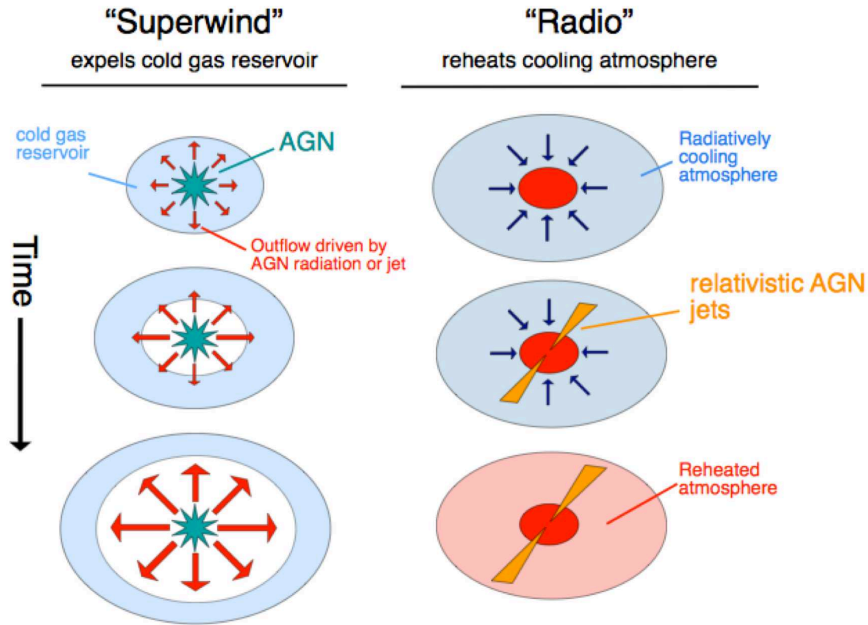 “Superwind”
expels cold gas reservoir
cold gas
reservoir
AGN
Outflow driven by
AGN radiation or jet
Time
“Radio”
reheats cooling atmosphere
Radiatively
cooling
atmosphere
relativistic AGN
jets
Reheated
atmosphere